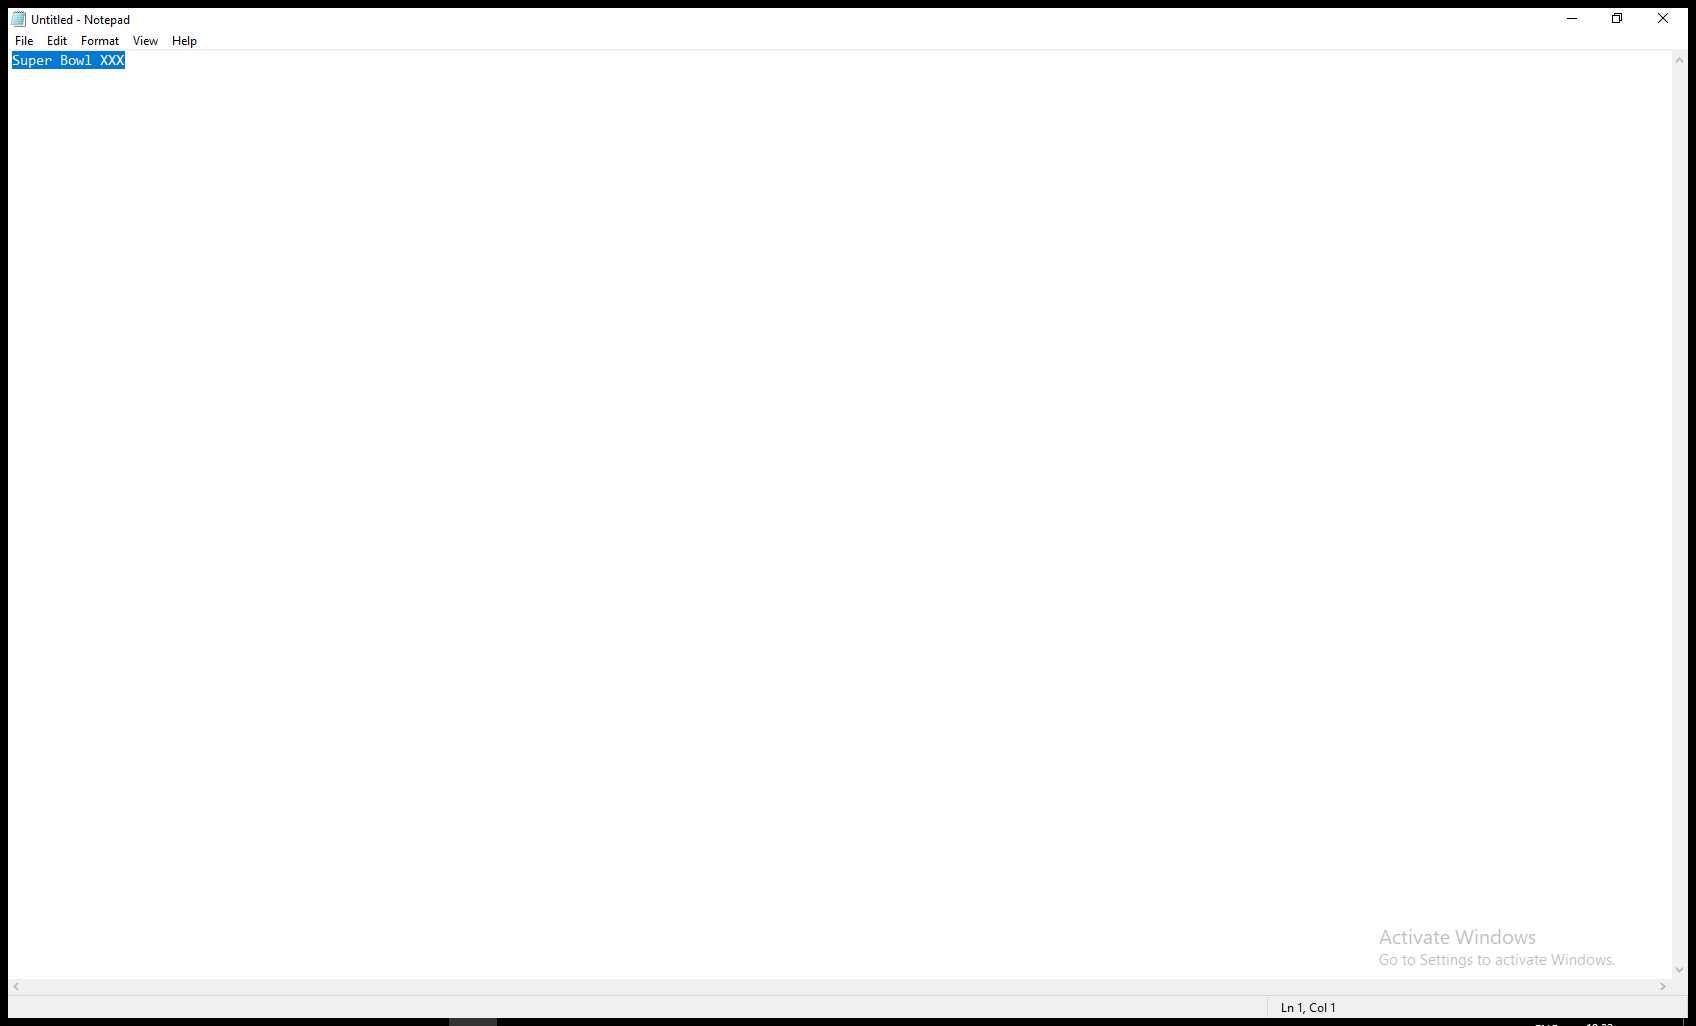 Untitled - Notepad
File Edit Format View Help
Super Bowl XXX
Activate Windows
Go to Settings to activate Windows.
Ln 1, Col 1